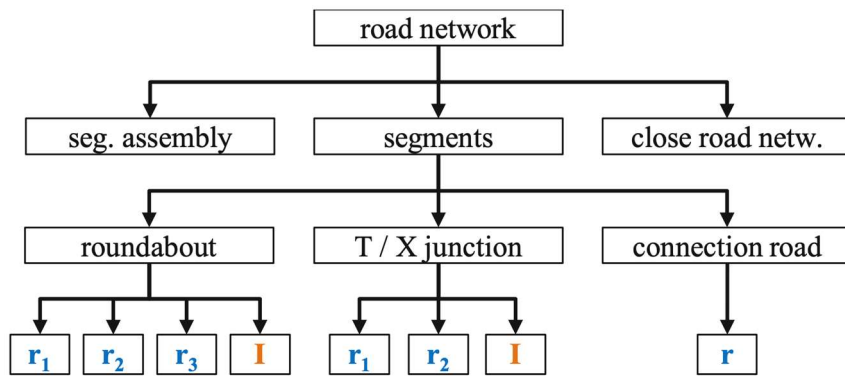 road network
seg. assembly segments close road netw.
roundabout T / X junction connection road
r₁ r₂ r₃ I r₁ r₂ I r